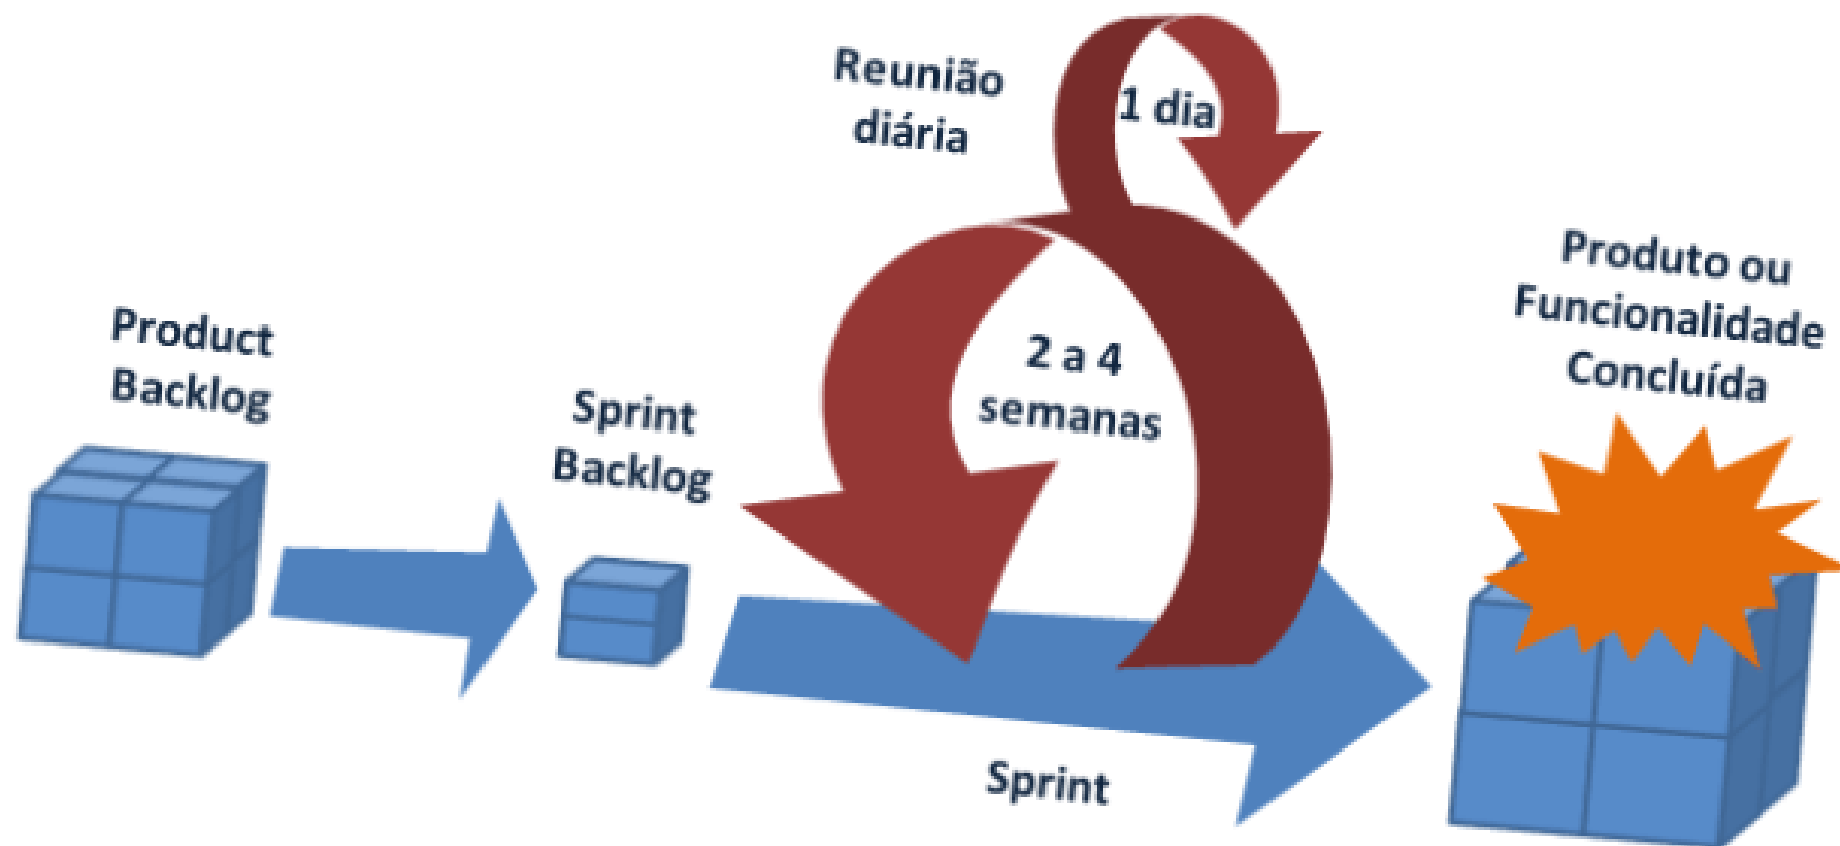 Product
Backlog
Sprint
Backlog
Reunião
diária
1 dia
2 a 4
semanas
Sprint
Produto ou
Funcionalidade
Concluída